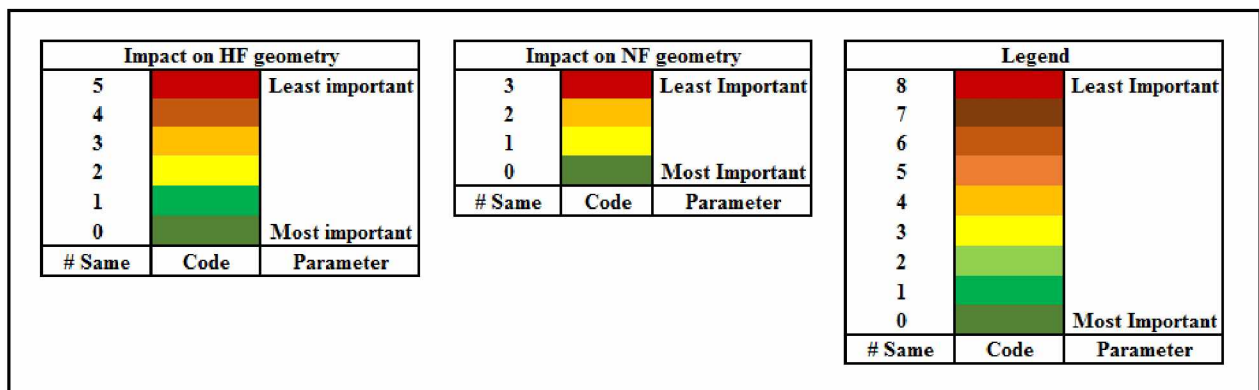 Impact on HF geometry
5 Least important
4
3
2
1
0 Most important
# Same Code Parameter
Impact on NF geometry
3 Least Important
2
1
0 Most Important
# Same Code Parameter
Legend
8 Least Important
7
6
5
4
3
2
1
0 Most Important
# Same Code Parameter